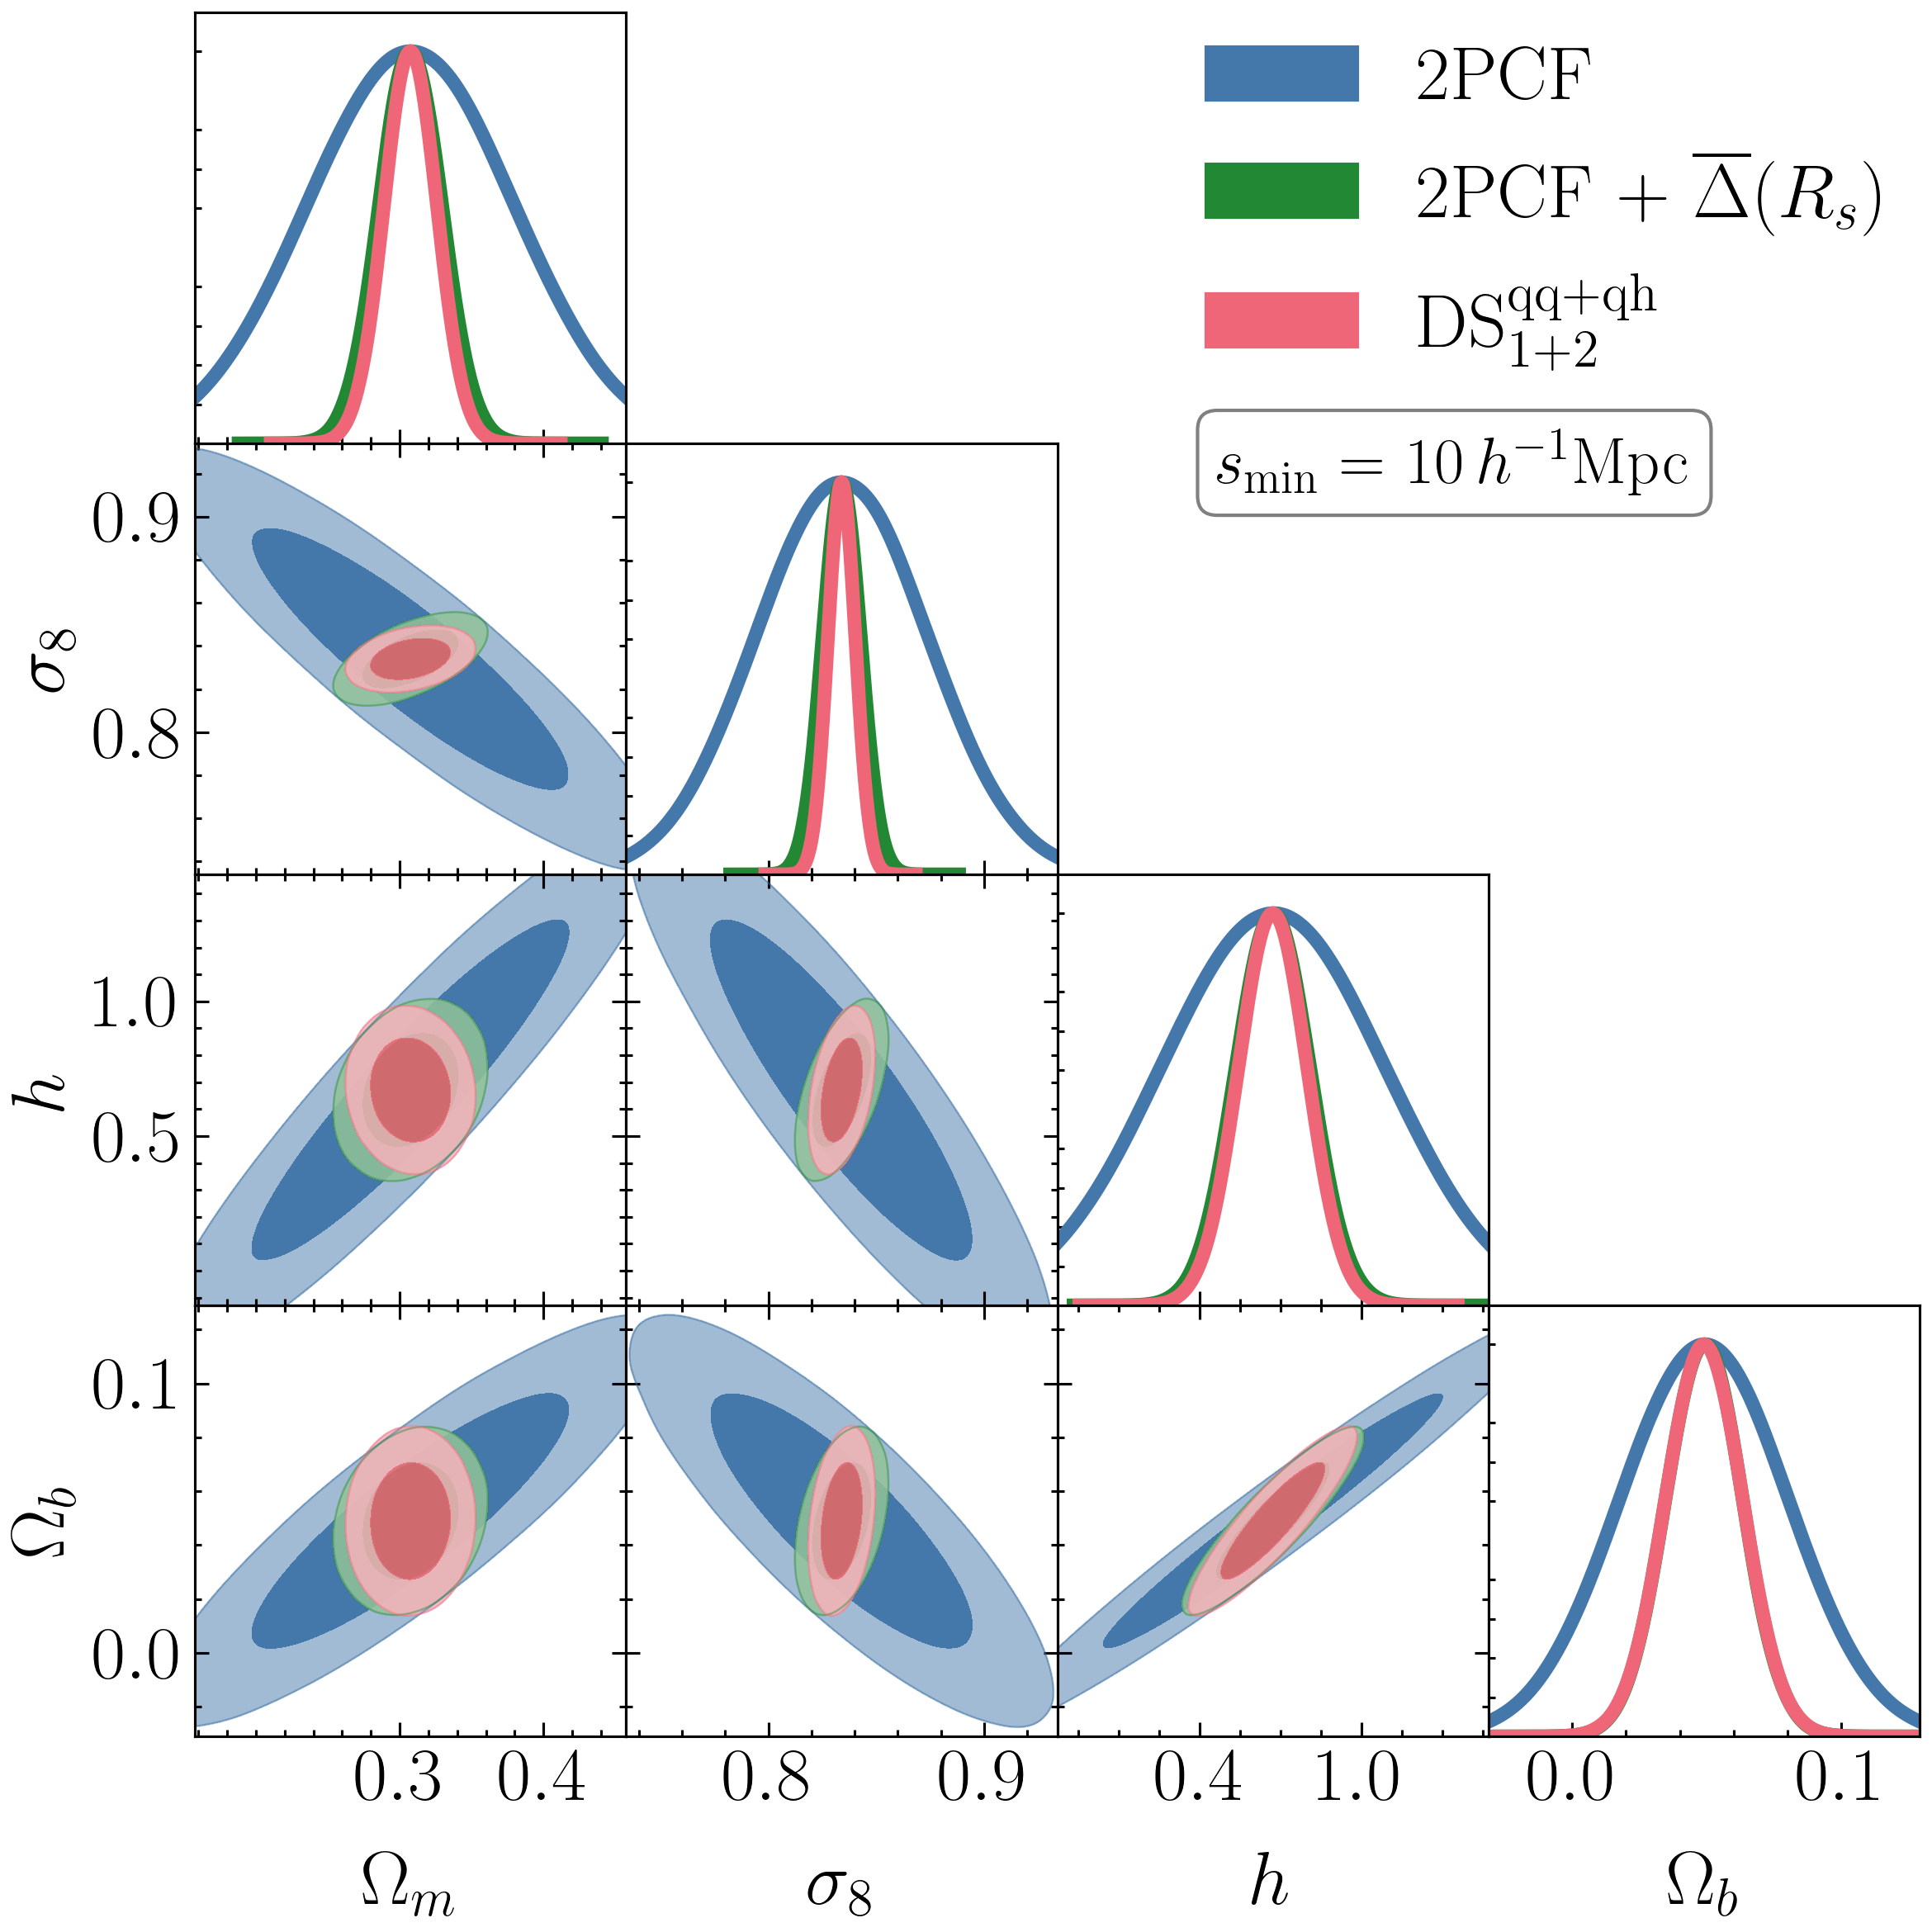 2PCF
2PCF + Δ̅(R_s)
DS^{qq+qh}_{1+2}
s_min = 10 h^{-1}Mpc
0.9
0.8
σ_8
1.0
0.5
h
0.1
0.0
Ω_b
0.3 0.4 0.8 0.9 0.4 1.0 0.0 0.1
Ω_m σ_8 h Ω_b